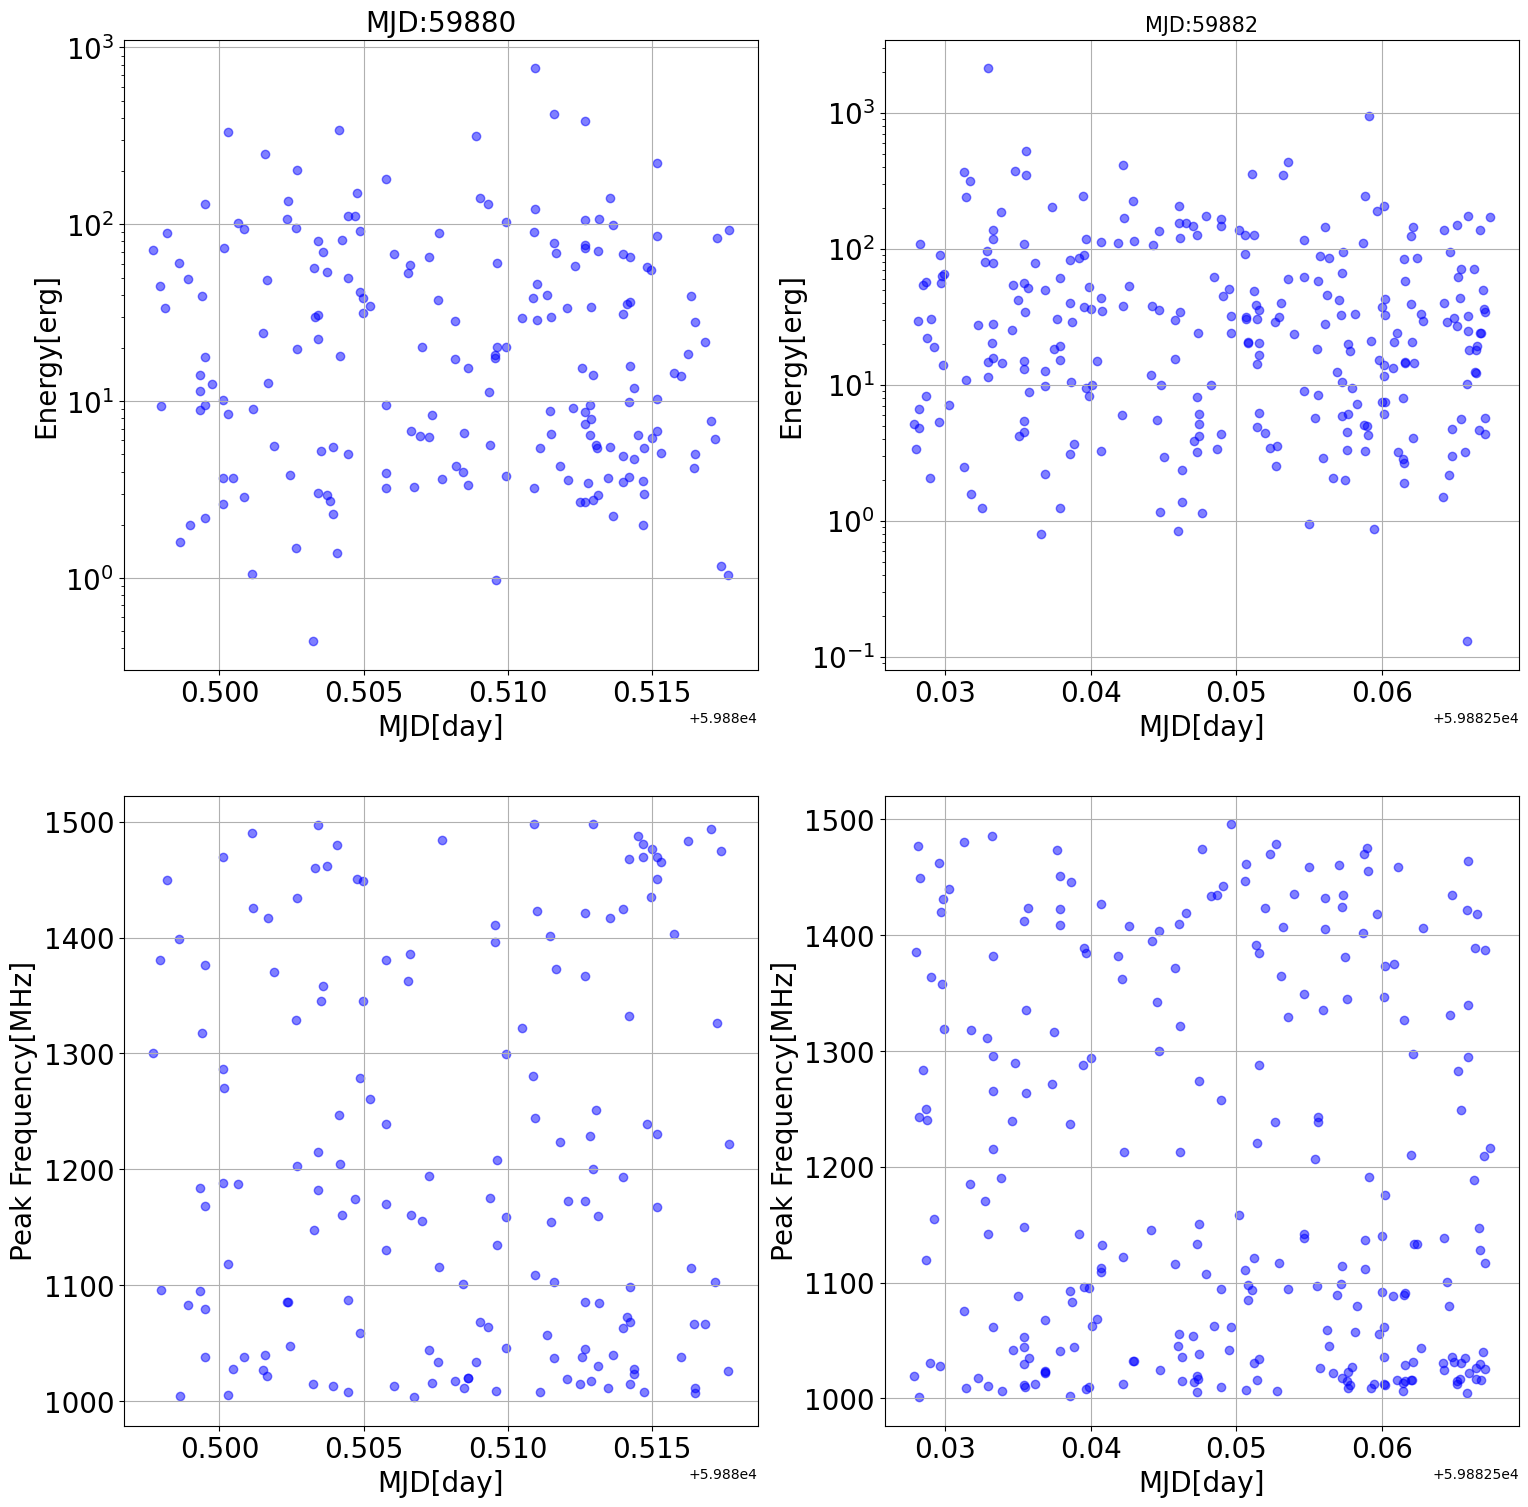 MJD:59880
10³
10²
10¹
10⁰
Energy[erg]
0.500 0.505 0.510 0.515
+5.988e4
MJD[day]
MJD:59882
10³
10²
10¹
10⁰
10⁻¹
Energy[erg]
0.03 0.04 0.05 0.06
+5.98825e4
MJD[day]
1500
1400
1300
1200
1100
1000
Peak Frequency[MHz]
0.500 0.505 0.510 0.515
+5.988e4
MJD[day]
1500
1400
1300
1200
1100
1000
Peak Frequency[MHz]
0.03 0.04 0.05 0.06
+5.98825e4
MJD[day]